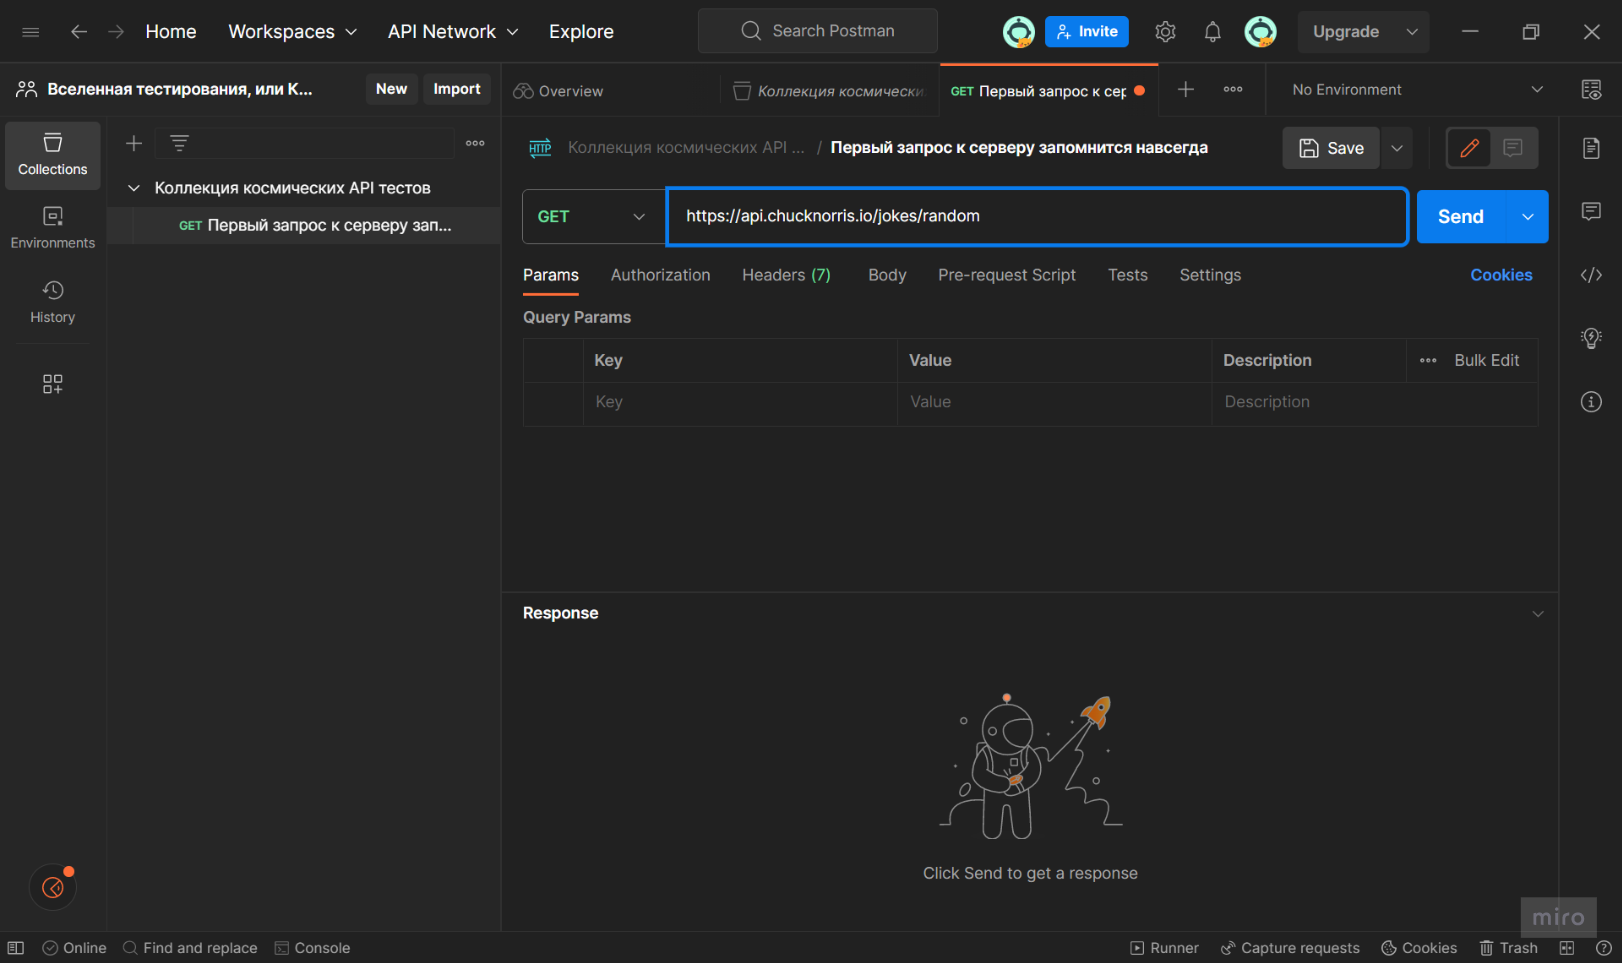 Home Workspaces API Network Explore Search Postman Invite Upgrade
Вселенная тестирования, или К... New Import Overview Коллекция космически GET Первый запрос к сер No Environment
Collections
HTTP Коллекция космических API ... / Первый запрос к серверу запомнится навсегда Save
Коллекция космических API тестов
GET https://api.chucknorris.io/jokes/random Send
GET Первый запрос к серверу зап...
Environments
Params Authorization Headers (7) Body Pre-request Script Tests Settings Cookies
History
Query Params
Key Value Description Bulk Edit
Key Value Description
Response
Click Send to get a response
miro
Online Find and replace Console Runner Capture requests Cookies Trash